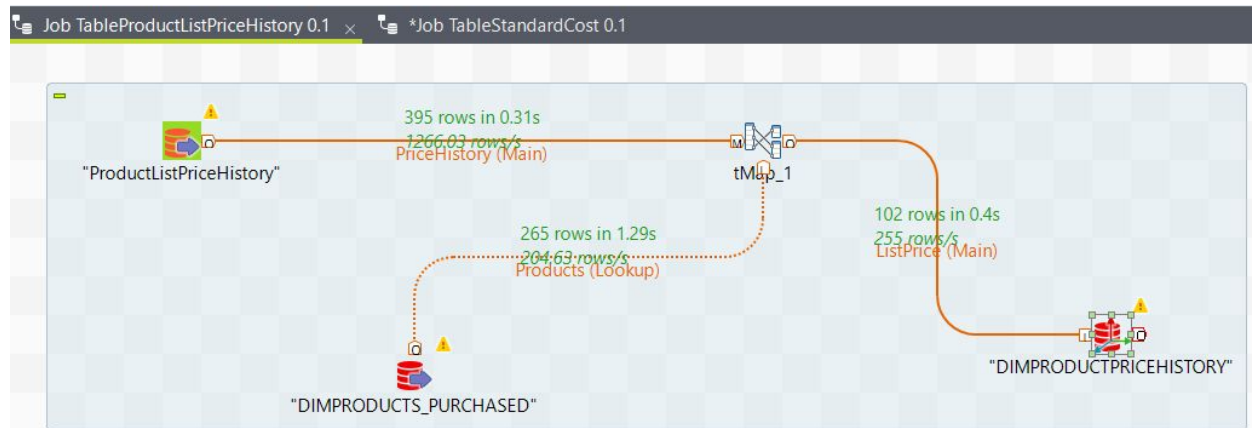 Job TableProductListPriceHistory 0.1
*Job TableStandardCost 0.1
395 rows in 0.31s
1266.03 rows/s
PriceHistory (Main)
"ProductListPriceHistory"
O
M
O
tMap_1
L
102 rows in 0.4s
255 rows/s
ListPrice (Main)
265 rows in 1.29s
204.63 rows/s
Products (Lookup)
O
"DIMPRODUCTS_PURCHASED"
"DIMPRODUCTPRICEHISTORY"